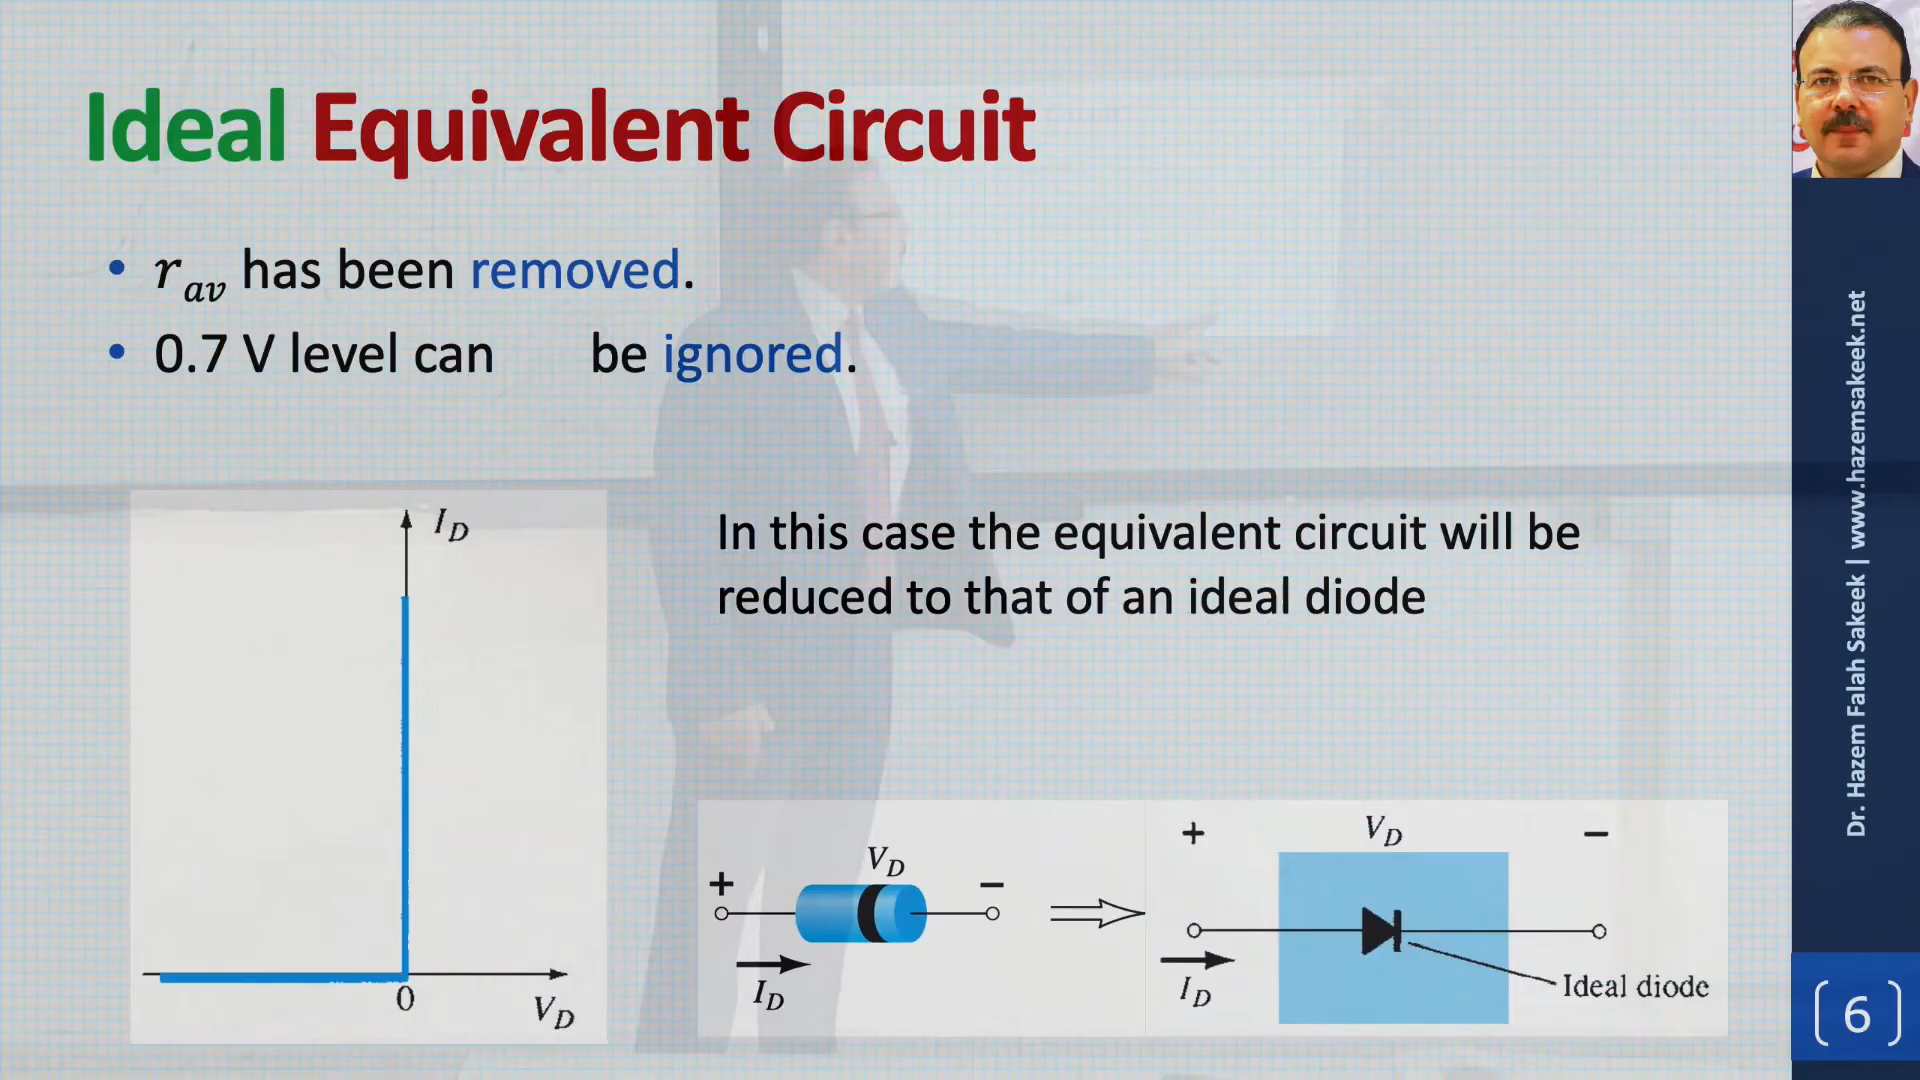 Ideal Equivalent Circuit
• r_av has been removed.
• 0.7 V level can be ignored.
I_D
In this case the equivalent circuit will be
reduced to that of an ideal diode
0
V_D
V_D
+
−
I_D
+
V_D
−
I_D
Ideal diode
Dr. Hazem Falah Sakeek | www.hazemsakeek.net
[ 6 ]